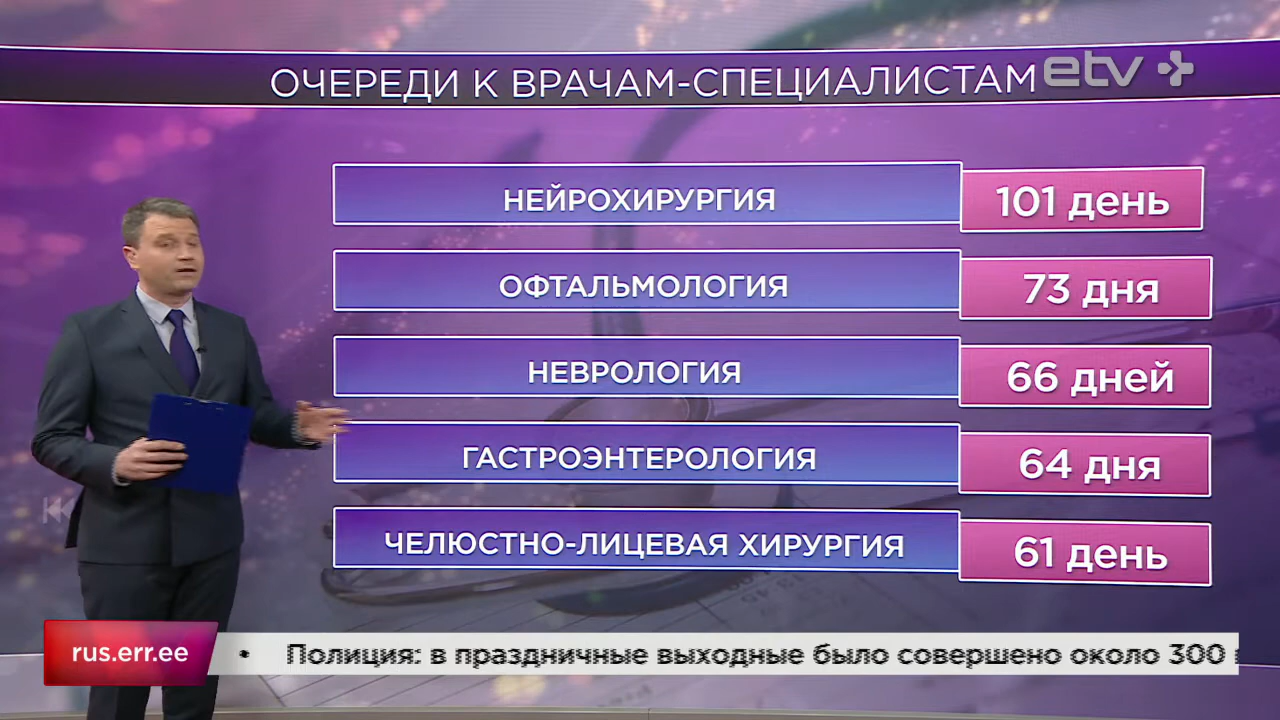 ОЧЕРЕДИ К ВРАЧАМ-СПЕЦИАЛИСТАМ
etv+
НЕЙРОХИРУРГИЯ 101 день
ОФТАЛЬМОЛОГИЯ 73 дня
НЕВРОЛОГИЯ 66 дней
ГАСТРОЭНТЕРОЛОГИЯ 64 дня
ЧЕЛЮСТНО-ЛИЦЕВАЯ ХИРУРГИЯ 61 день
rus.err.ee • Полиция: в праздничные выходные было совершено около 300